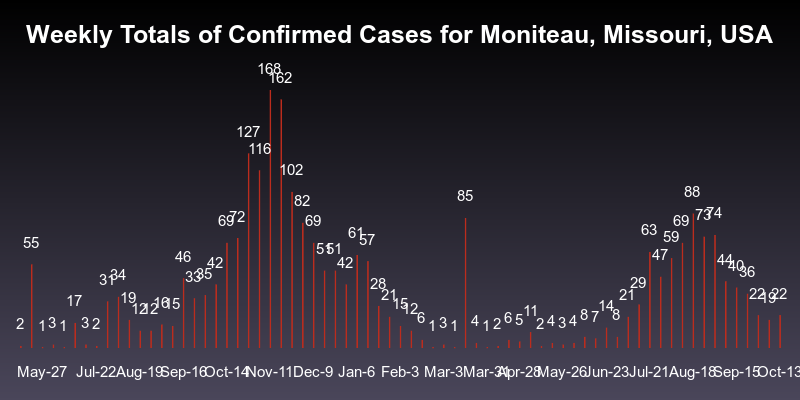 Weekly Totals of Confirmed Cases for Moniteau, Missouri, USA
168
162
127
116
102
88
85
82
69 72 69 69 73 74
55 61 57 63 59
46 51 51 47
42 42 44 40
31 34 33 35 28 29 36
17 19 12 12 16 15 21 15 12 11 14 21 22 19 22
2 1 3 1 3 2 6 1 3 1 4 1 2 6 5 2 4 3 4 8 7 8
May-27 Jul-22 Aug-19 Sep-16 Oct-14 Nov-11 Dec-9 Jan-6 Feb-3 Mar-3 Mar-31 Apr-28 May-26 Jun-23 Jul-21 Aug-18 Sep-15 Oct-13